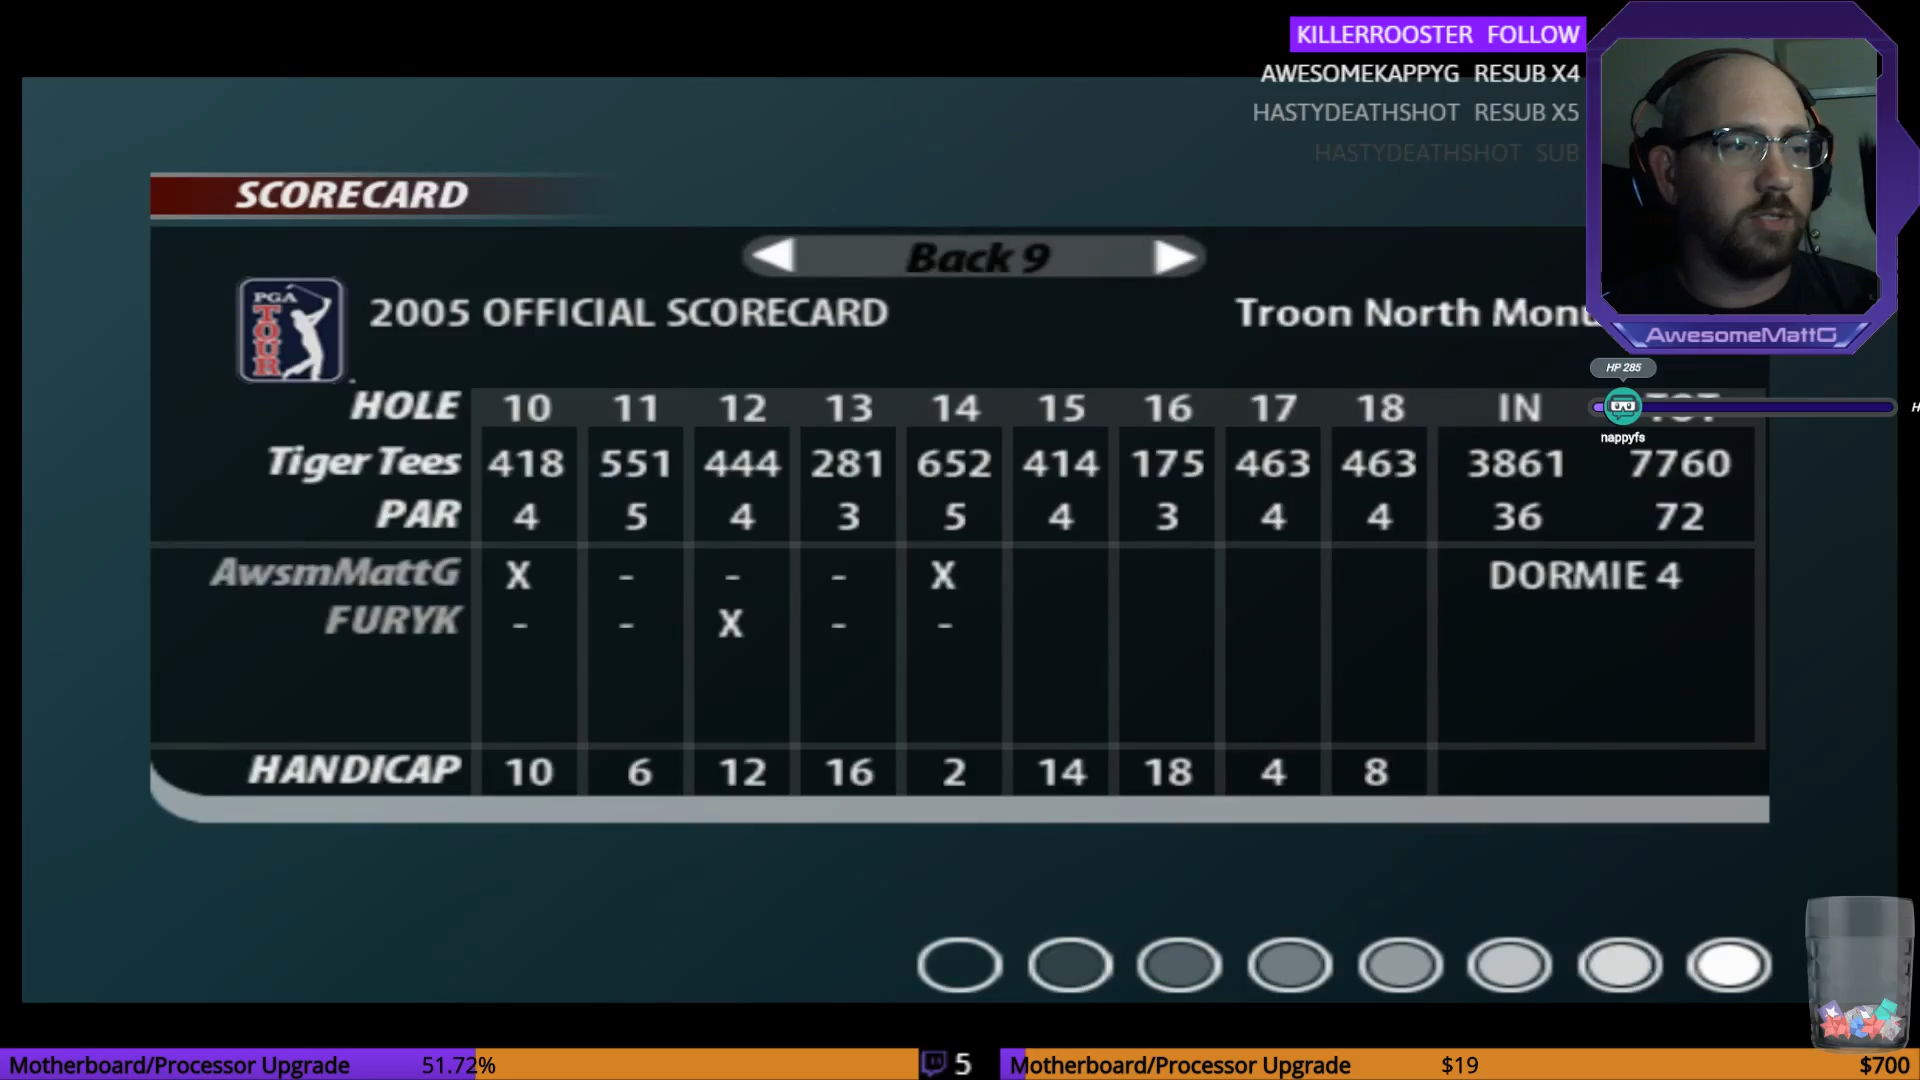 KILLERROOSTER FOLLOW
AWESOMEKAPPYG RESUB X4
HASTYDEATHSHOT RESUB X5
HASTYDEATHSHOT SUB
SCORECARD
Back 9
PGA TOUR
2005 OFFICIAL SCORECARD Troon North
AwesomeMattG
HP 285
HOLE 10 11 12 13 14 15 16 17 18 IN
nappyfs
Tiger Tees 418 551 444 281 652 414 175 463 463 3861 7760
PAR 4 5 4 3 5 4 3 4 4 36 72
AwsmMattG X - - - X DORMIE 4
FURYK - - X - -
HANDICAP 10 6 12 16 2 14 18 4 8
Motherboard/Processor Upgrade 51.72% 5 Motherboard/Processor Upgrade $19 $700